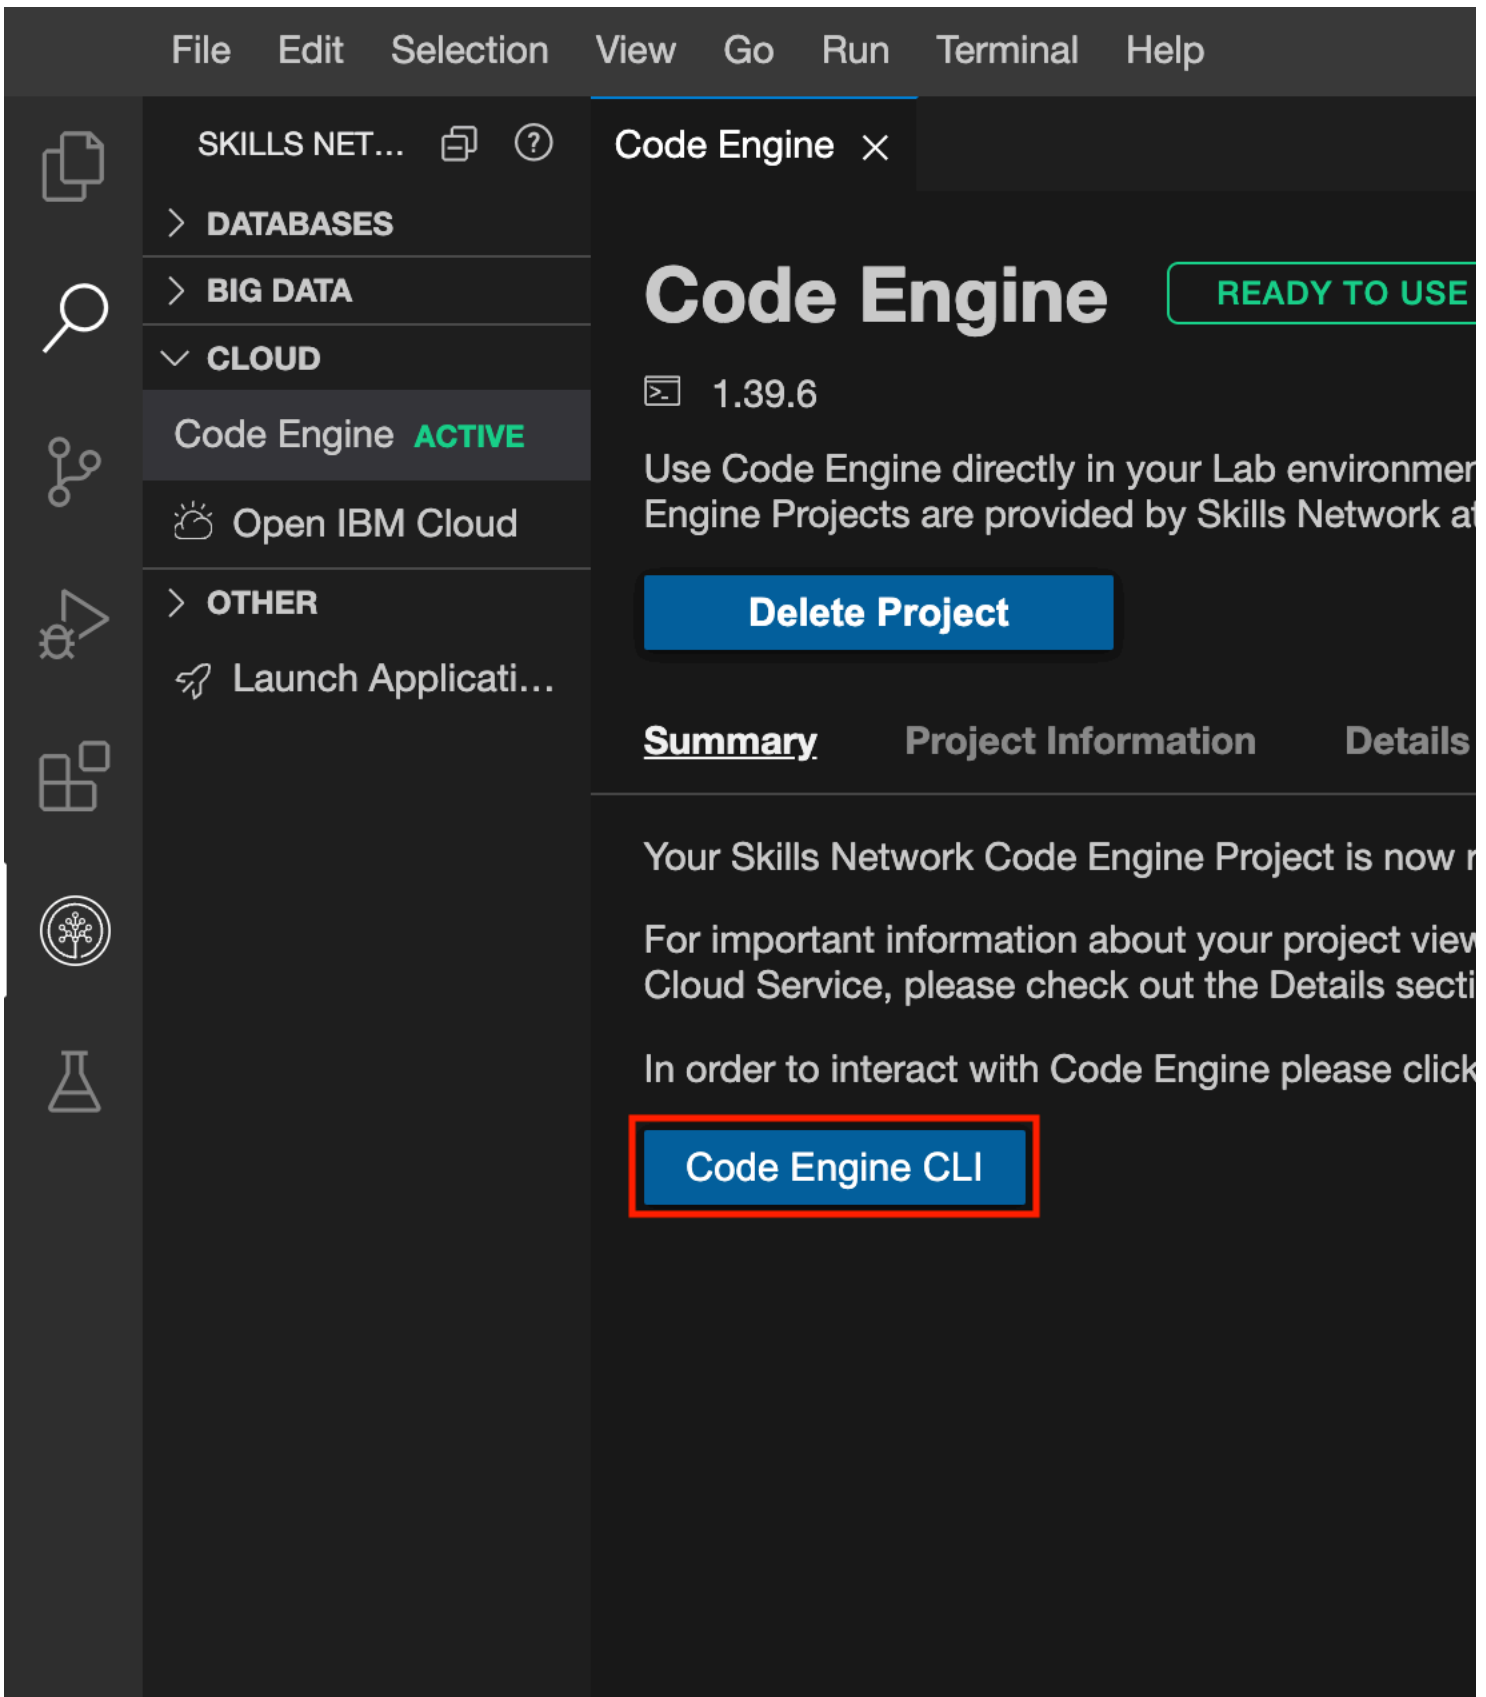 File Edit Selection View Go Run Terminal Help
SKILLS NET...
DATABASES
BIG DATA
CLOUD
Code Engine ACTIVE
Open IBM Cloud
OTHER
Launch Applicati...
Code Engine
Code Engine READY TO USE
1.39.6
Use Code Engine directly in your Lab
Engine Projects are provided by Skills Network
Delete Project
Summary Project Information Details
Your Skills Network Code Engine Project is now
For important information about your project
Cloud Service, please check out the Details
In order to interact with Code Engine please click
Code Engine CLI